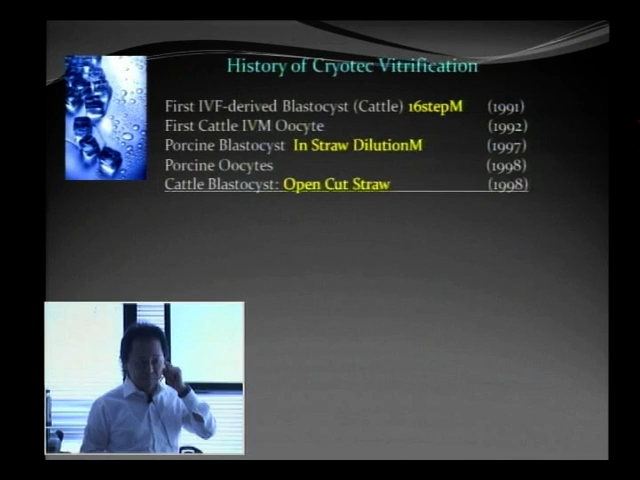 History of Cryotec Vitrification
First IVF-derived Blastocyst (Cattle) 16stepM (1991)
First Cattle IVM Oocyte (1992)
Porcine Blastocyst In Straw DilutionM (1997)
Porcine Oocytes (1998)
Cattle Blastocyst: Open Cut Straw (1998)